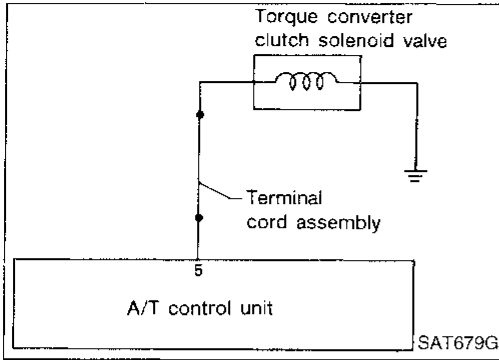 Torque converter
clutch solenoid valve
Terminal
cord assembly
5
A/T control unit
SAT679G